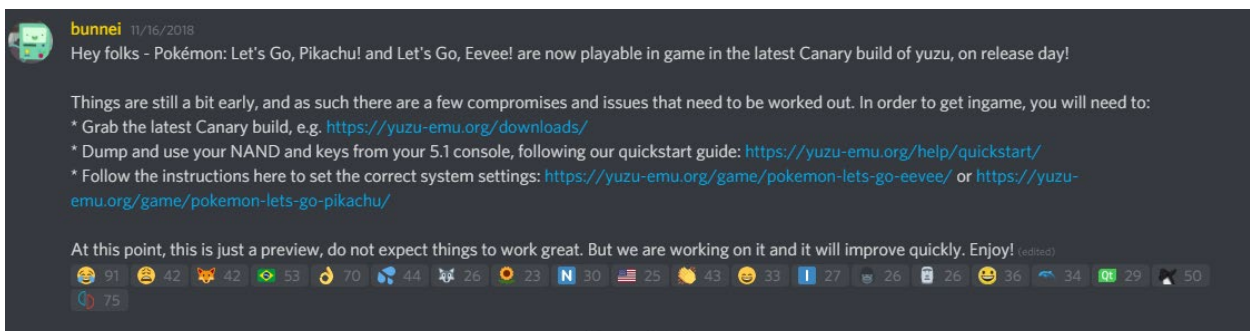 bunnei 11/16/2018
Hey folks - Pokémon: Let's Go, Pikachu! and Let's Go, Eevee! are now playable in game in the latest Canary build of yuzu, on release day!
Things are still a bit early, and as such there are a few compromises and issues that need to be worked out. In order to get ingame, you will need to:
* Grab the latest Canary build, e.g. https://yuzu-emu.org/downloads/
* Dump and use your NAND and keys from your 5.1 console, following our quickstart guide: https://yuzu-emu.org/help/quickstart/
* Follow the instructions here to set the correct system settings: https://yuzu-emu.org/game/pokemon-lets-go-eevee/ or https://yuzu-
emu.org/game/pokemon-lets-go-pikachu/
At this point, this is just a preview, do not expect things to work great. But we are working on it and it will improve quickly. Enjoy! (edited)
91 42 42 53 70 44 26 23 N 30 25 43 33 I 27 26 26 36 34 Qt 29 50
75